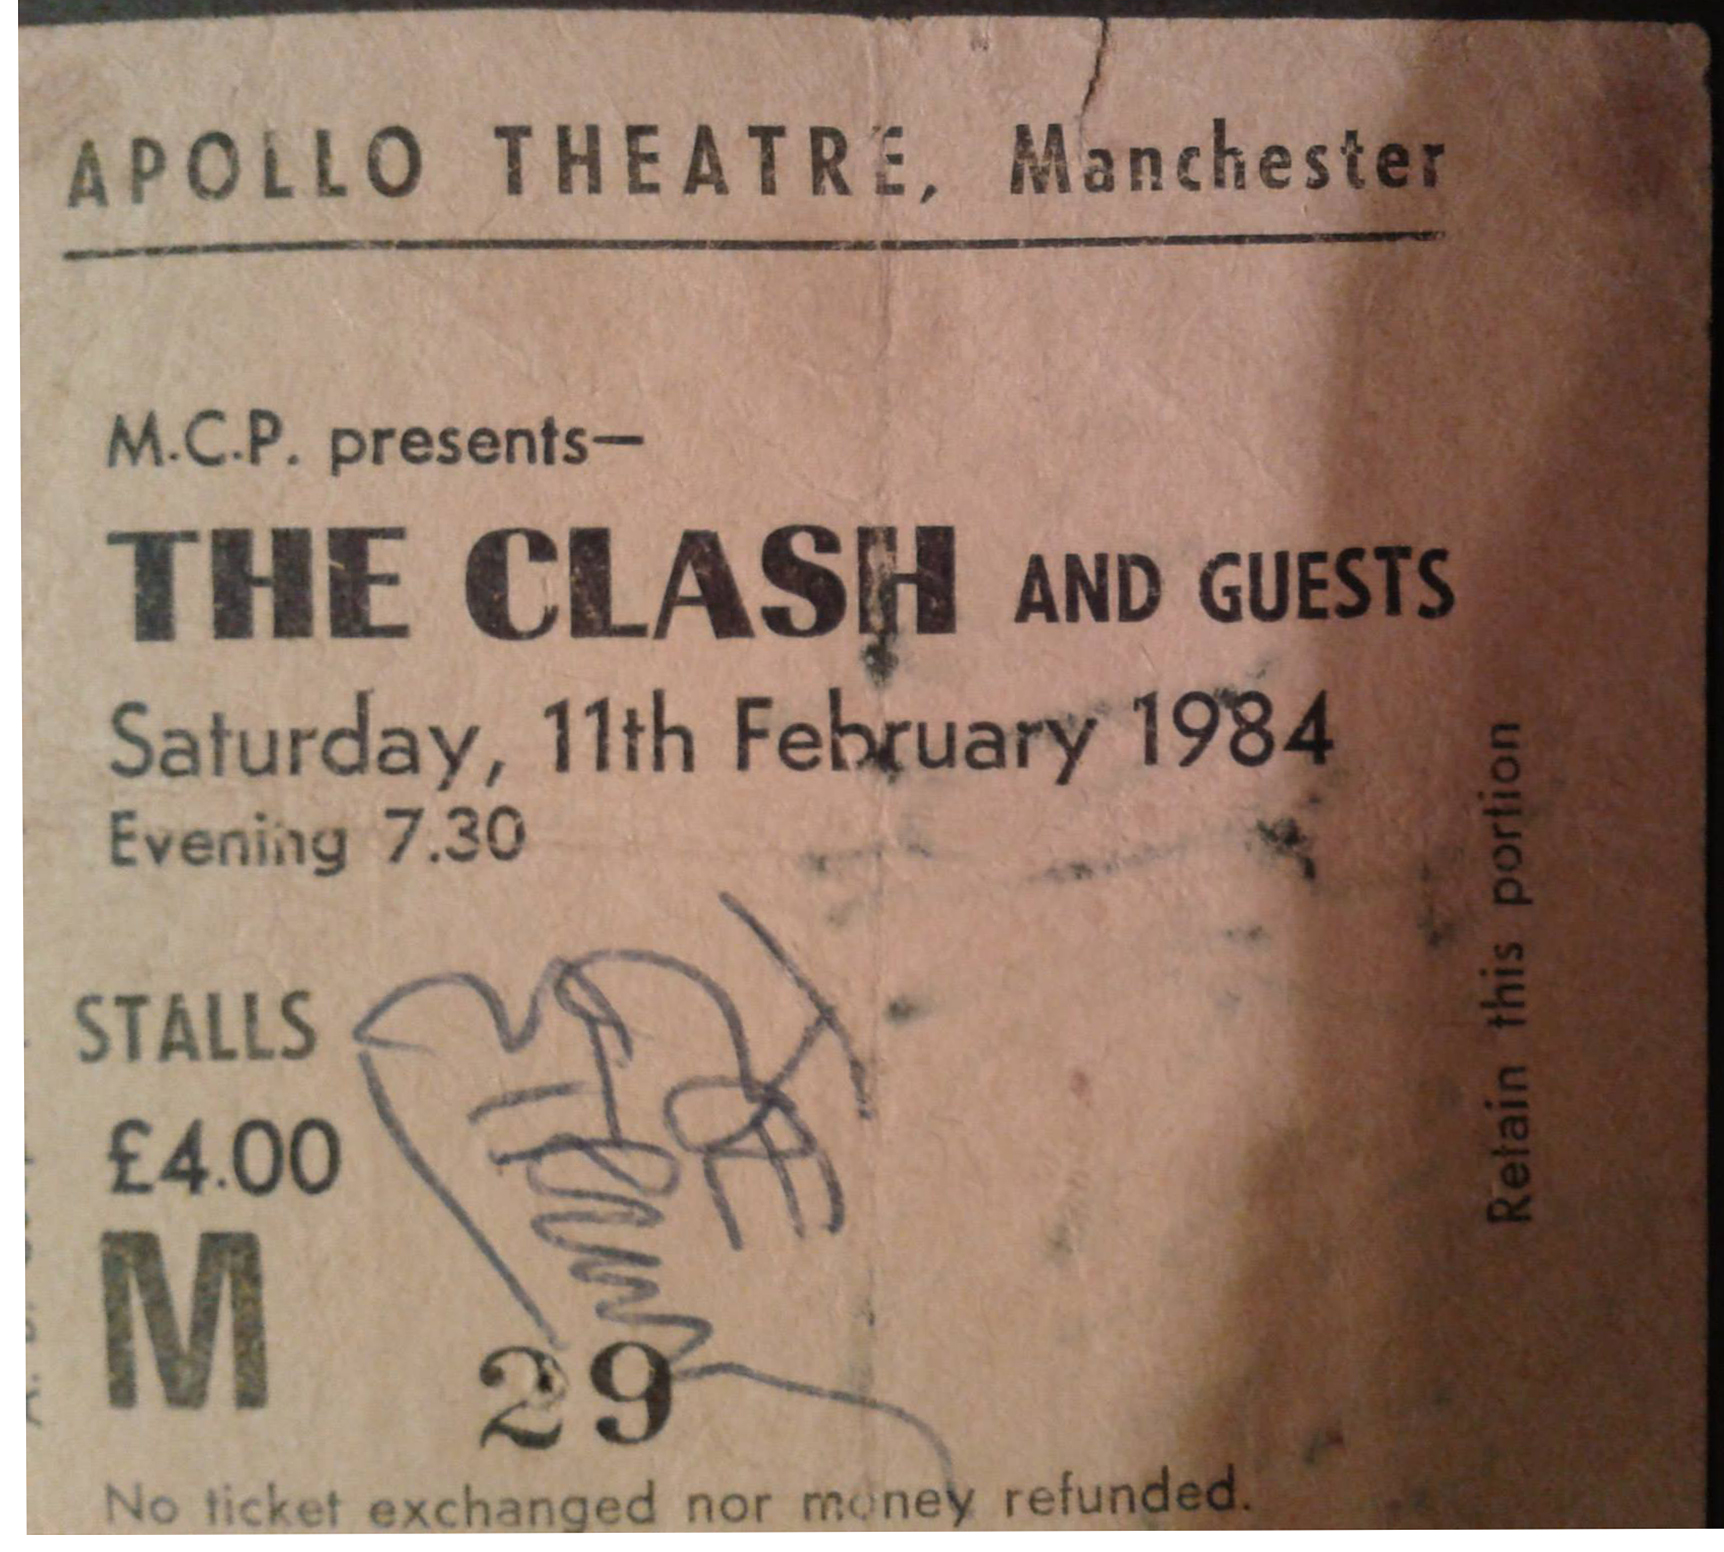 APOLLO THEATRE, Manchester
M.C.P. presents—
THE CLASH AND GUESTS
Saturday, 11th February 1984
Evening 7.30
STALLS
£4.00
M
29
JOE
No ticket exchanged nor money refunded.
Retain this portion